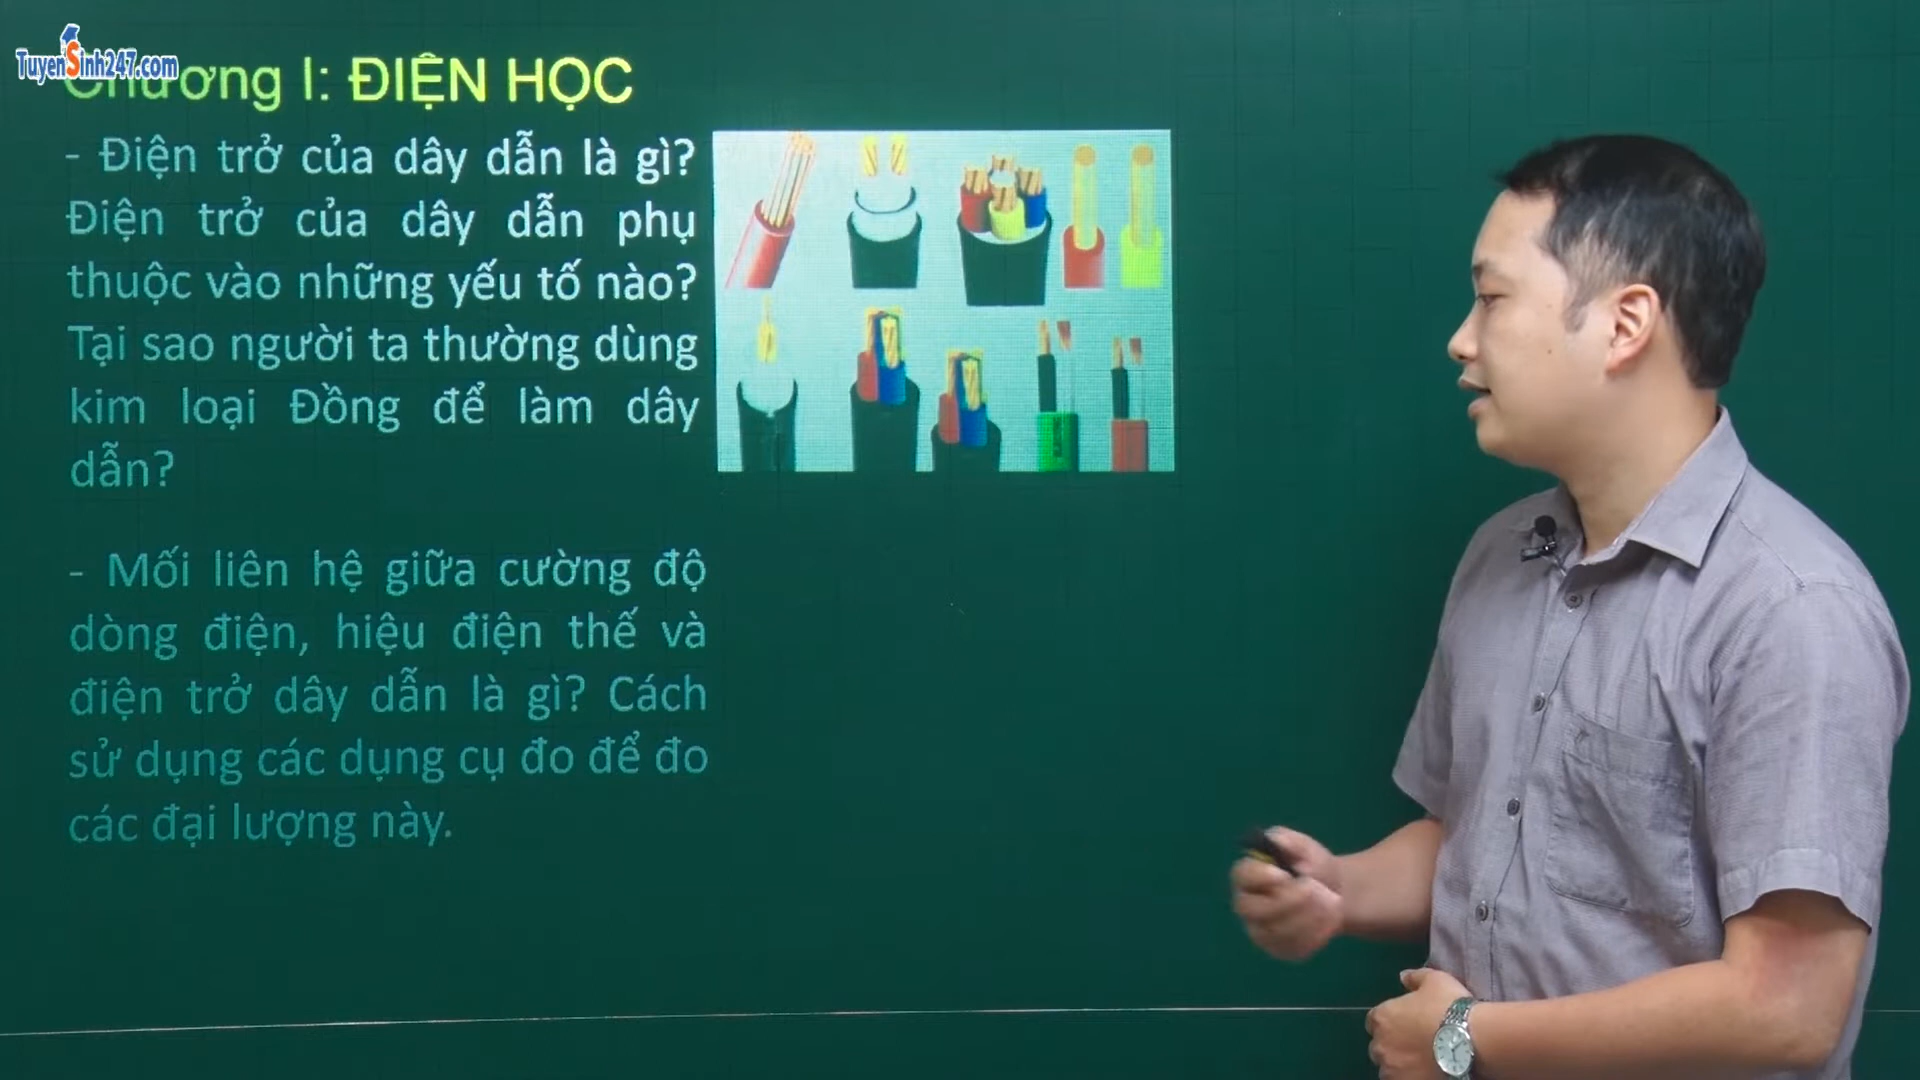 TuyenSinh247.com
Chương I: ĐIỆN HỌC
- Điện trở của dây dẫn là gì?
Điện trở của dây dẫn phụ
thuộc vào những yếu tố nào?
Tại sao người ta thường dùng
kim loại Đồng để làm dây
dẫn?
- Mối liên hệ giữa cường độ
dòng điện, hiệu điện thế và
điện trở dây dẫn là gì? Cách
sử dụng các dụng cụ đo để đo
các đại lượng này.